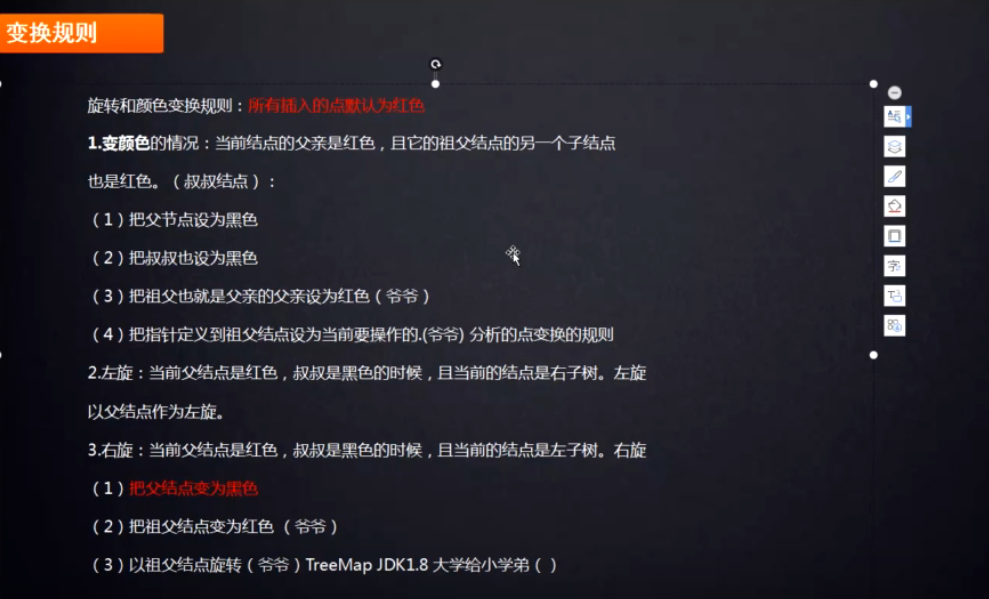 变换规则
旋转和颜色变换规则：所有插入的点默认为红色
1.变颜色的情况：当前结点的父亲是红色，且它的祖父结点的另一个子结点
也是红色。（叔叔结点）：
（1）把父节点设为黑色
（2）把叔叔也设为黑色
（3）把祖父也就是父亲的父亲设为红色（爷爷）
（4）把指针定义到祖父结点设为当前要操作的.(爷爷) 分析的点变换的规则
2.左旋：当前父结点是红色，叔叔是黑色的时候，且当前的结点是右子树。左旋
以父结点作为左旋。
3.右旋：当前父结点是红色，叔叔是黑色的时候，且当前的结点是左子树。右旋
（1）把父结点变为黑色
（2）把祖父结点变为红色 （爷爷）
（3）以祖父结点旋转（爷爷）TreeMap JDK1.8 大学给小学弟（ ）